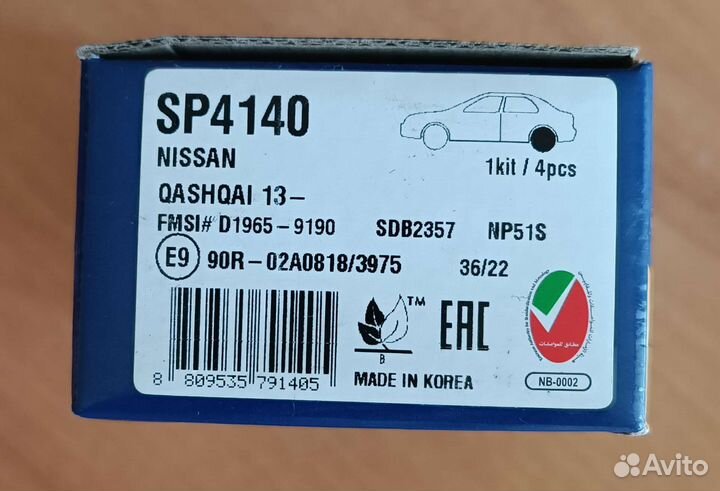 SP4140
NISSAN
1kit / 4pcs
QASHQAI 13-
FMSI# D1965-9190 SDB2357 NP51S
E9 90R-02A0818/3975 36/22
TM
EAC
B
8 809535 791405
MADE IN KOREA
NB-0002
Avito